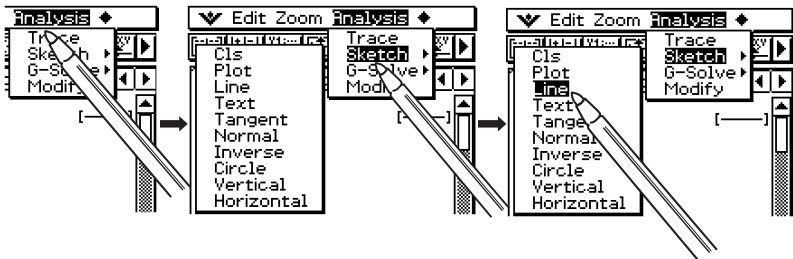 Analysis
Trace
Sketch
G-Solve
Modify
Edit Zoom Analysis
Cls
Plot
Line
Text
Tangent
Normal
Inverse
Circle
Vertical
Horizontal
Trace
Sketch
G-Solve
Modify
Edit Zoom Analysis
Cls
Plot
Line
Text
Tangent
Normal
Inverse
Circle
Vertical
Horizontal
Trace
Sketch
G-Solve
Modify